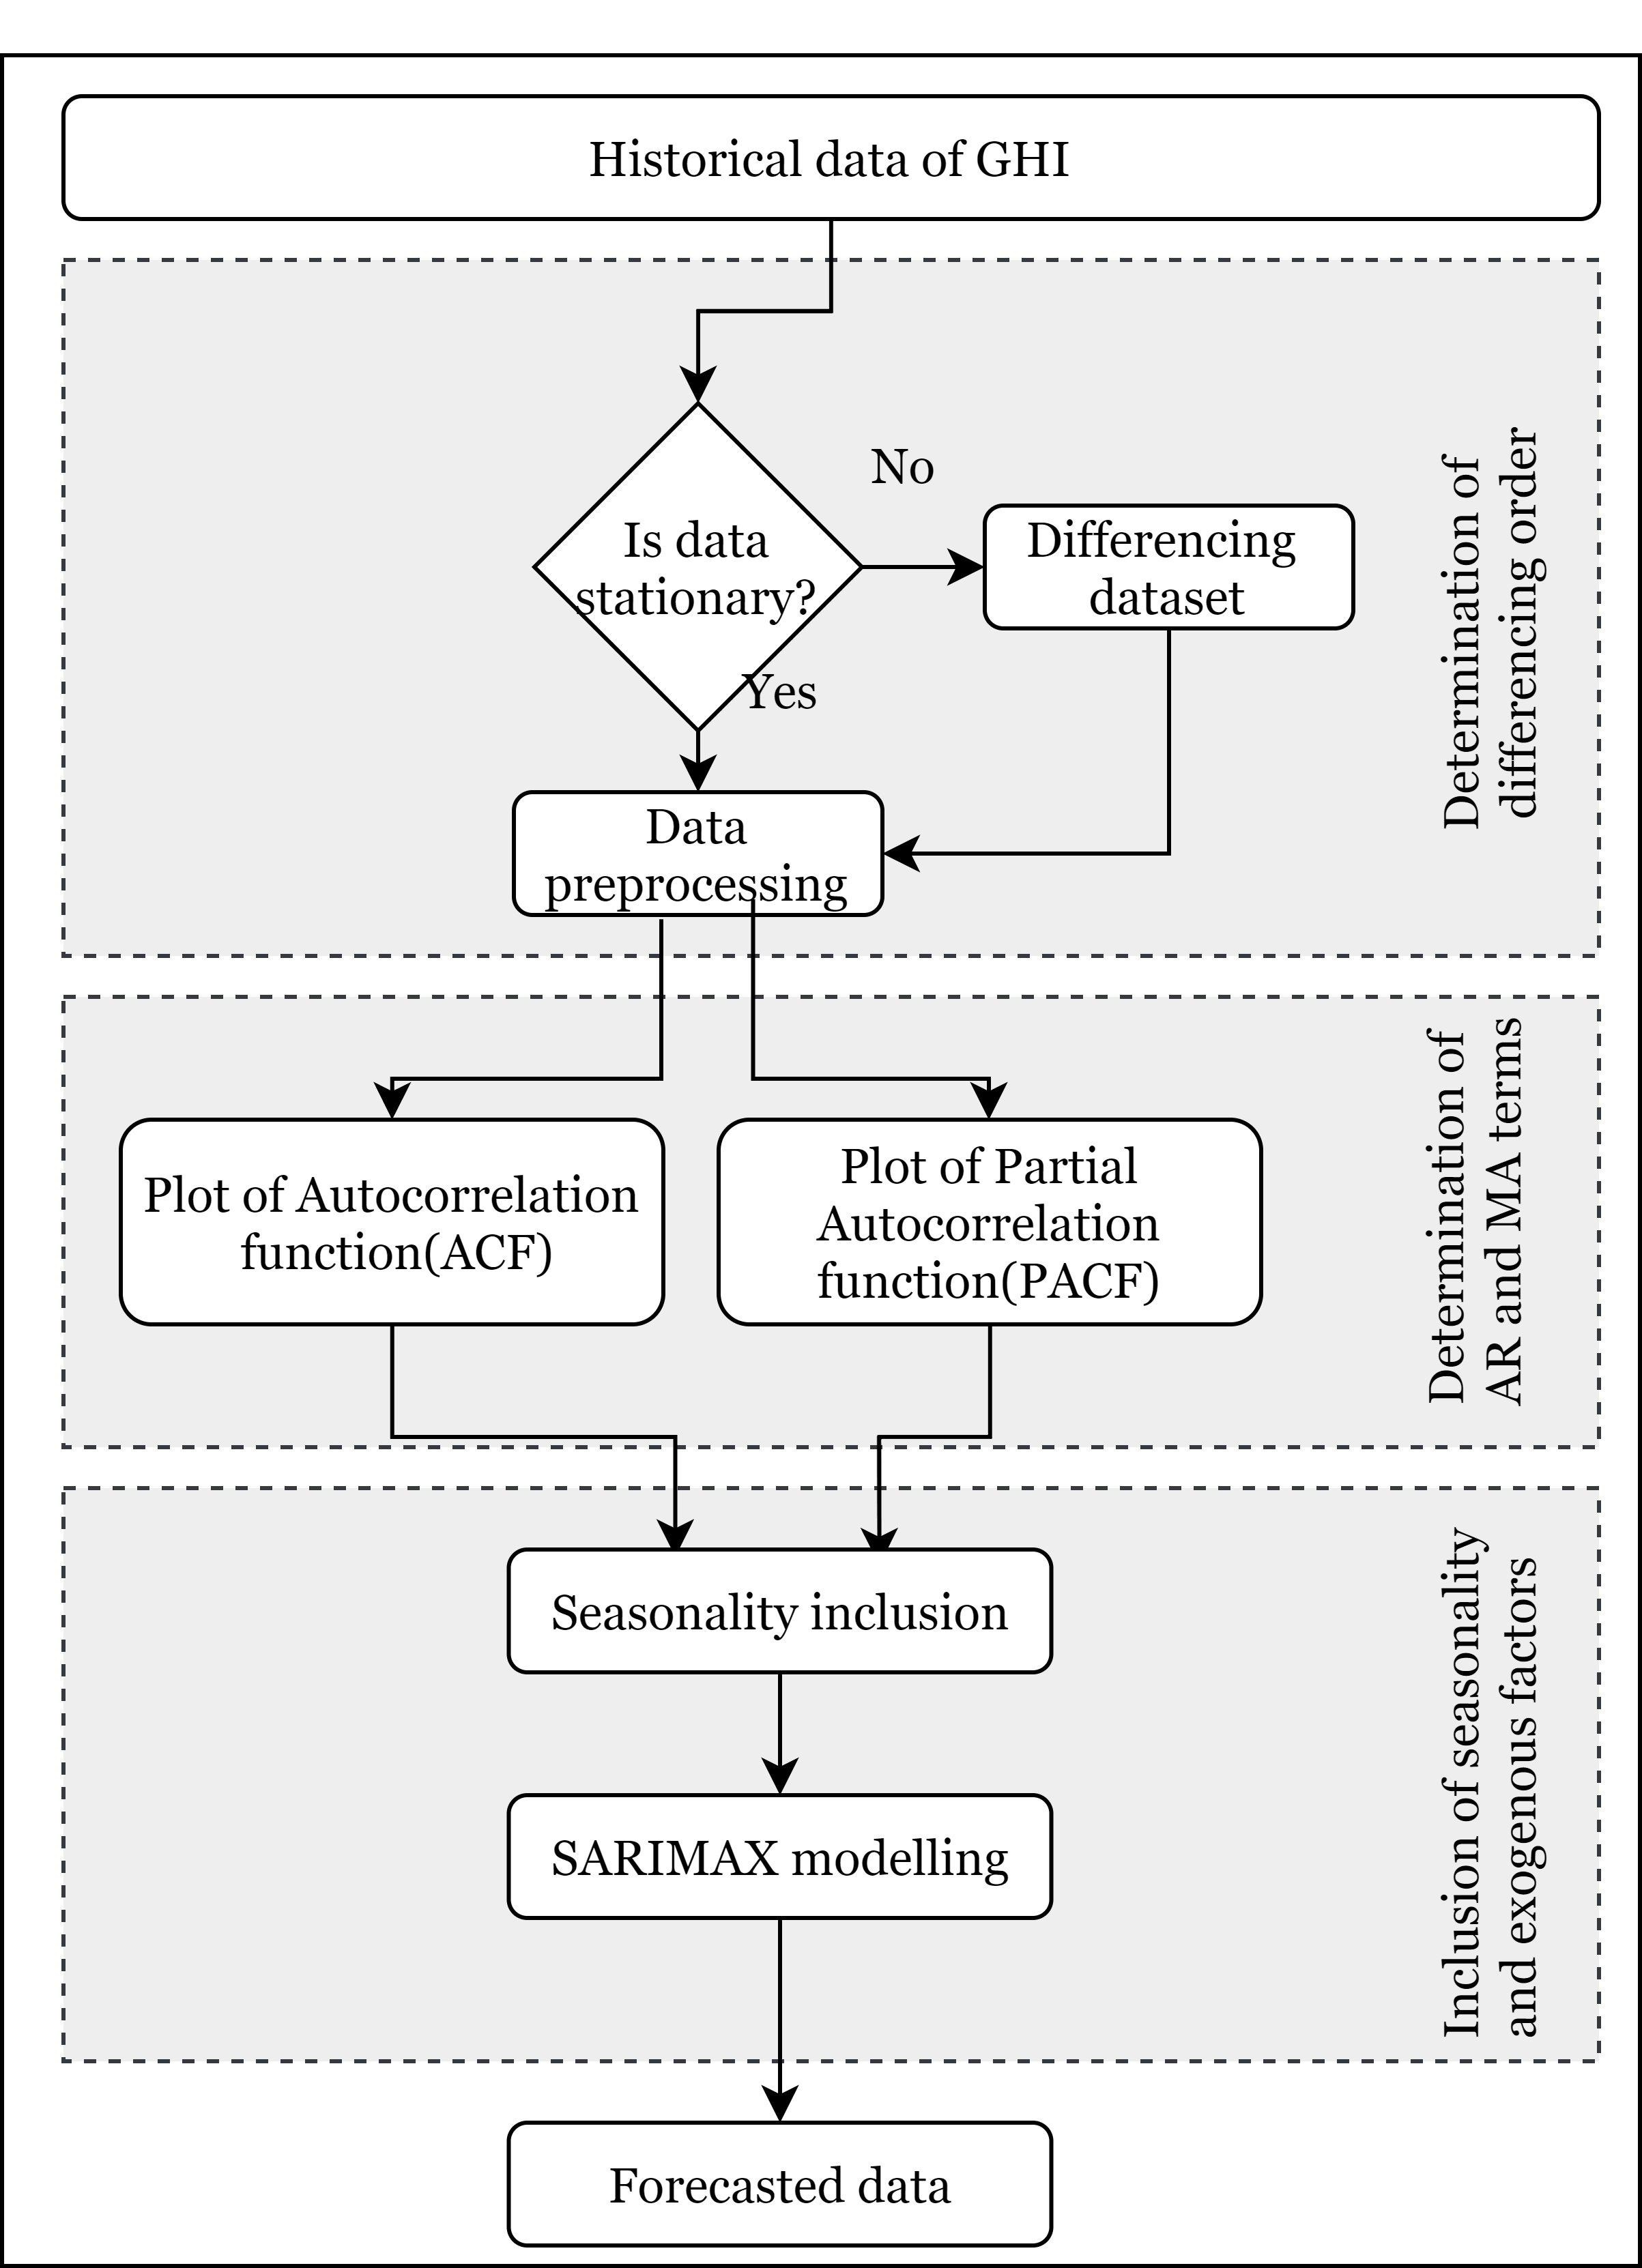 Historical data of GHI
No
Is data
stationary?
Differencing
dataset
Determination of
differencing order
Yes
Data
preprocessing
Determination of
AR and MA terms
Plot of Autocorrelation
function(ACF)
Plot of Partial
Autocorrelation
function(PACF)
Inclusion of seasonality
and exogenous factors
Seasonality inclusion
SARIMAX modelling
Forecasted data